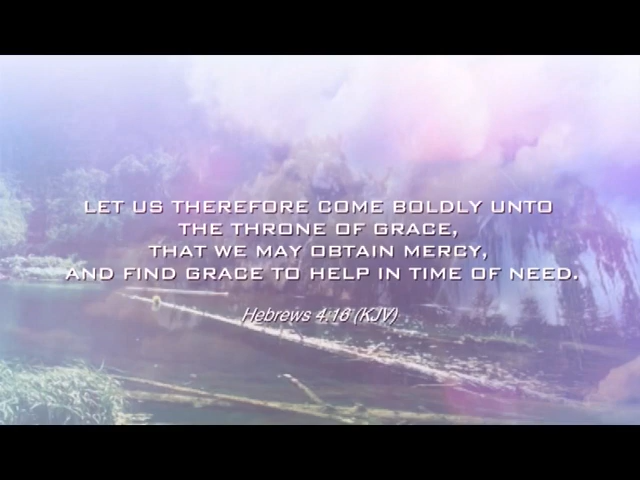 LET US THEREFORE COME BOLDLY UNTO
THE THRONE OF GRACE,
THAT WE MAY OBTAIN MERCY,
AND FIND GRACE TO HELP IN TIME OF NEED.
Hebrews 4:16 (KJV)